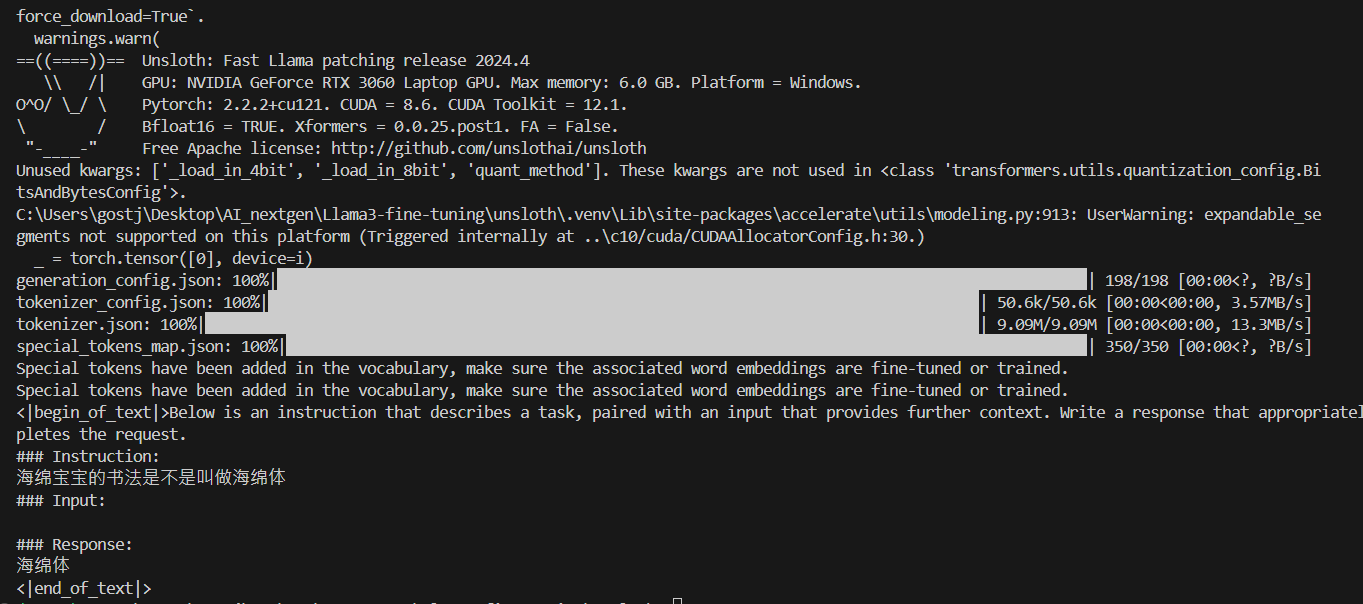 force_download=True`.
warnings.warn(
==((====))== Unsloth: Fast Llama patching release 2024.4
\\ /| GPU: NVIDIA GeForce RTX 3060 Laptop GPU. Max memory: 6.0 GB. Platform = Windows.
O^O/ \_/ \ Pytorch: 2.2.2+cu121. CUDA = 8.6. CUDA Toolkit = 12.1.
\ / Bfloat16 = TRUE. Xformers = 0.0.25.post1. FA = False.
"-____-" Free Apache license: http://github.com/unslothai/unsloth
Unused kwargs: ['_load_in_4bit', '_load_in_8bit', 'quant_method']. These kwargs are not used in <class 'transformers.utils.quantization_config.Bi
tsAndBytesConfig'>.
C:\Users\gostj\Desktop\AI_nextgen\Llama3-fine-tuning\unsloth\.venv\Lib\site-packages\accelerate\utils\modeling.py:913: UserWarning: expandable_se
gments not supported on this platform (Triggered internally at ..\c10/cuda/CUDAAllocatorConfig.h:30.)
_ = torch.tensor([0], device=i)
generation_config.json: 100%| | 198/198 [00:00<?, ?B/s]
tokenizer_config.json: 100%| | 50.6k/50.6k [00:00<00:00, 3.57MB/s]
tokenizer.json: 100%| | 9.09M/9.09M [00:00<00:00, 13.3MB/s]
special_tokens_map.json: 100%| | 350/350 [00:00<?, ?B/s]
Special tokens have been added in the vocabulary, make sure the associated word embeddings are fine-tuned or trained.
Special tokens have been added in the vocabulary, make sure the associated word embeddings are fine-tuned or trained.
<|begin_of_text|>Below is an instruction that describes a task, paired with an input that provides further context. Write a response that appropriatel
pletes the request.
### Instruction:
海绵宝宝的书法是不是叫做海绵体
### Input:
### Response:
海绵体
<|end_of_text|>